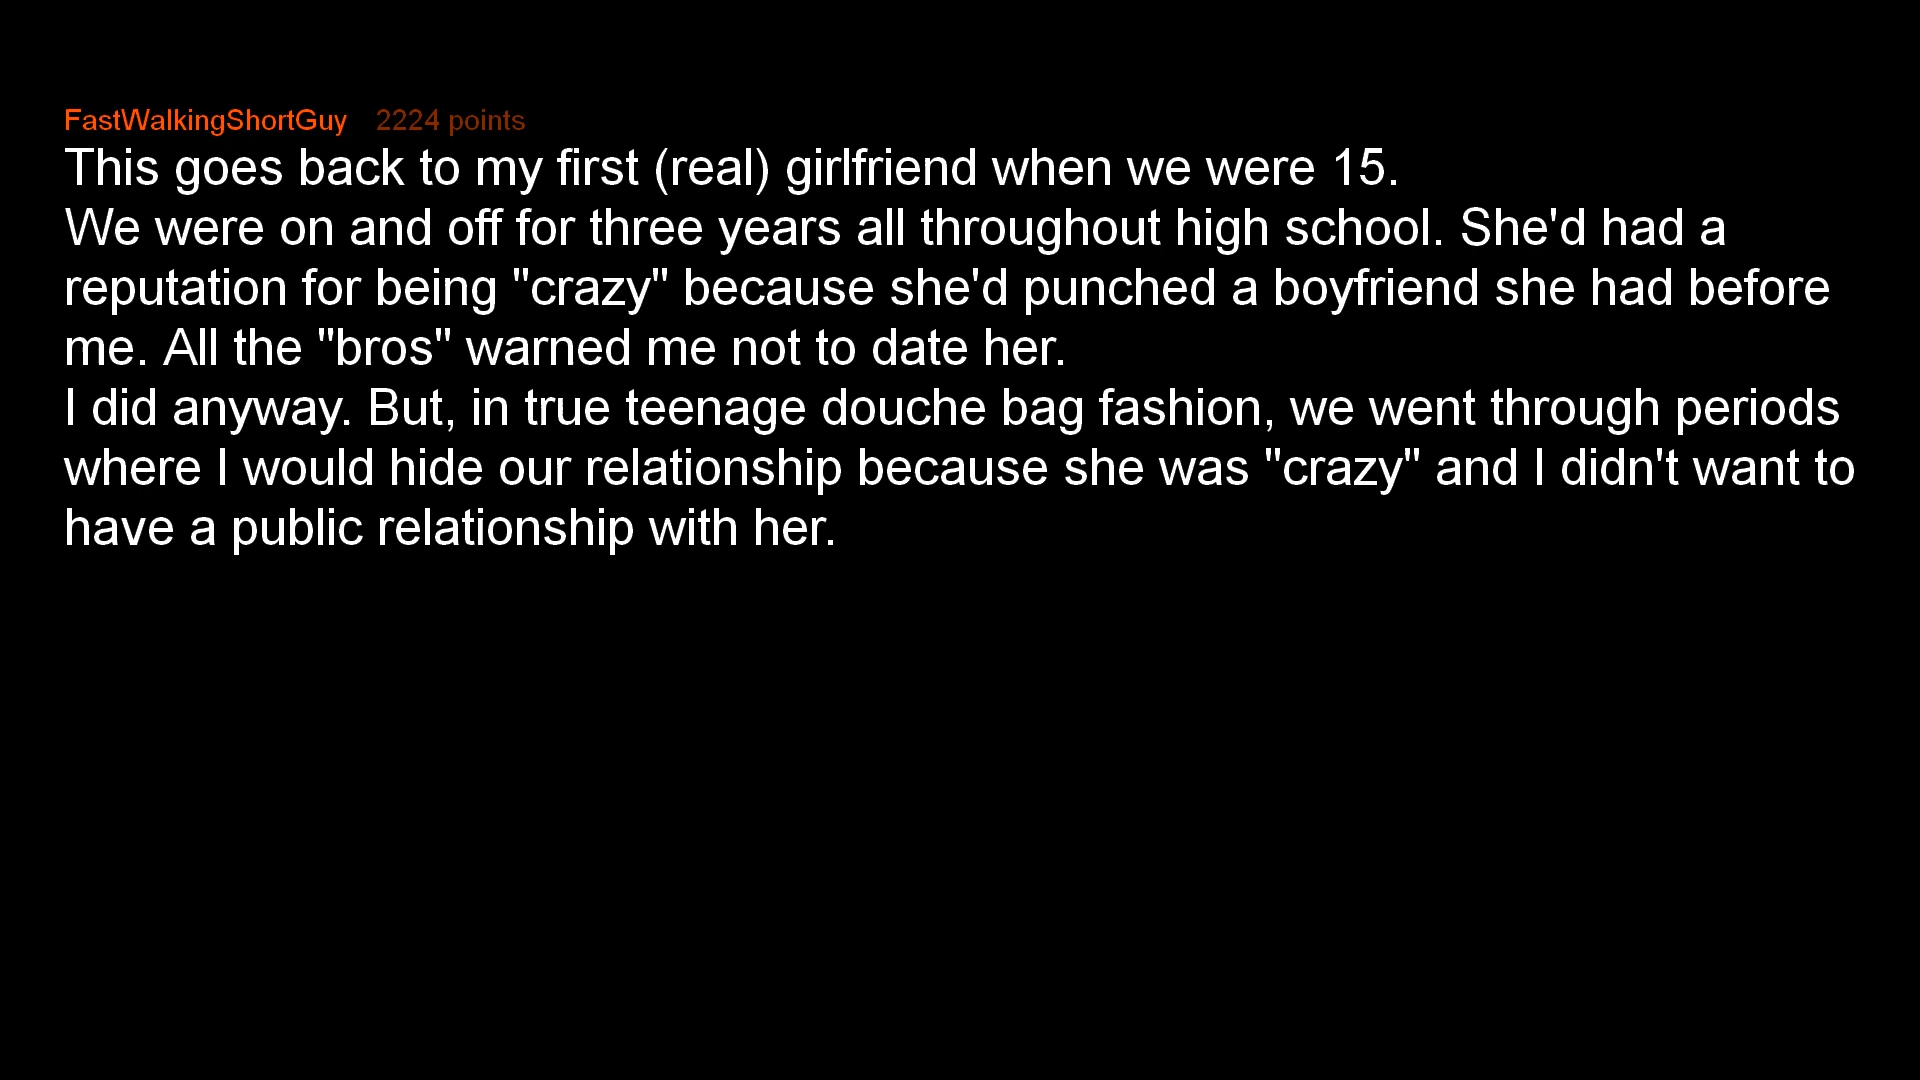 FastWalkingShortGuy 2224 points
This goes back to my first (real) girlfriend when we were 15.
We were on and off for three years all throughout high school. She'd had a
reputation for being "crazy" because she'd punched a boyfriend she had before
me. All the "bros" warned me not to date her.
I did anyway. But, in true teenage douche bag fashion, we went through periods
where I would hide our relationship because she was "crazy" and I didn't want to
have a public relationship with her.